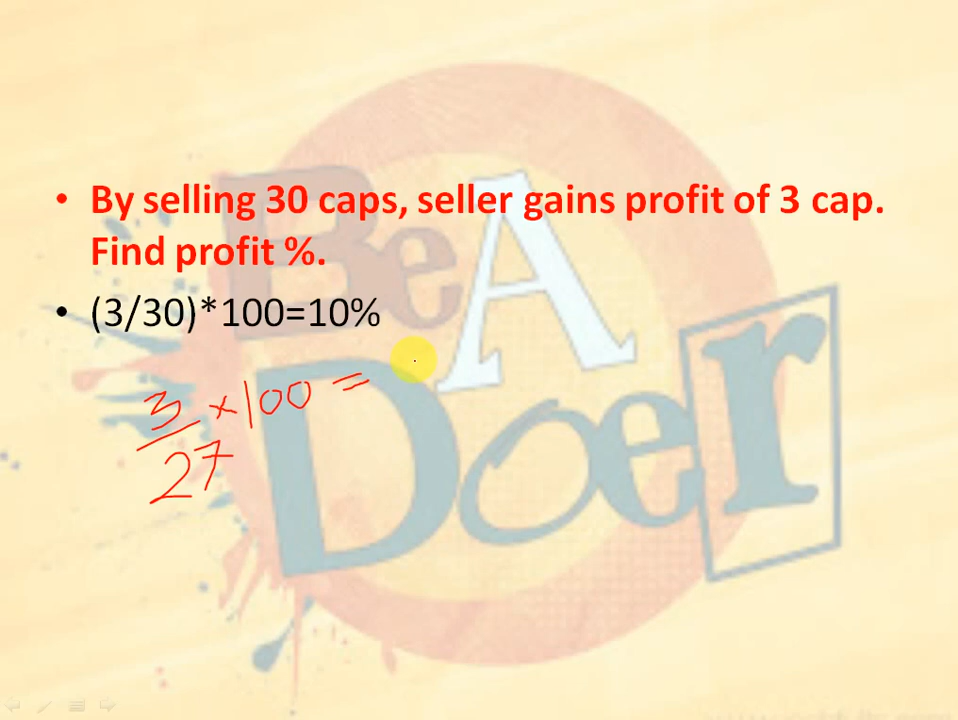 • By selling 30 caps, seller gains profit of 3 cap.
Find profit %.
• (3/30)*100=10%
3/27 ×100 =
Be A
Doer